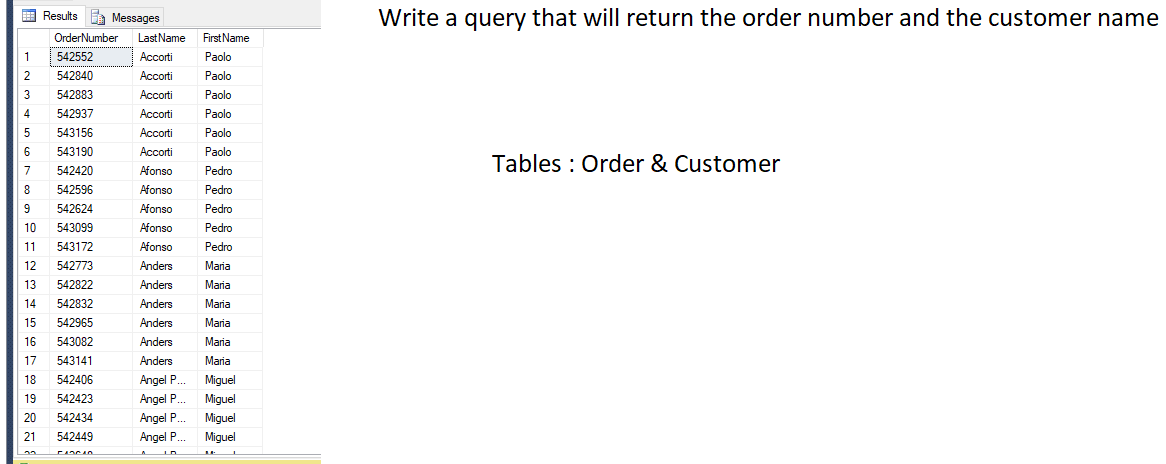 Results Messages
OrderNumber LastName FirstName
1 542552 Accorti Paolo
2 542840 Accorti Paolo
3 542883 Accorti Paolo
4 542937 Accorti Paolo
5 543156 Accorti Paolo
6 543190 Accorti Paolo
7 542420 Afonso Pedro
8 542596 Afonso Pedro
9 542624 Afonso Pedro
10 543099 Afonso Pedro
11 543172 Afonso Pedro
12 542773 Anders Maria
13 542822 Anders Maria
14 542832 Anders Maria
15 542965 Anders Maria
16 543082 Anders Maria
17 543141 Anders Maria
18 542406 Angel P... Miguel
19 542423 Angel P... Miguel
20 542434 Angel P... Miguel
21 542449 Angel P... Miguel
Write a query that will return the order number and the customer name
Tables : Order & Customer